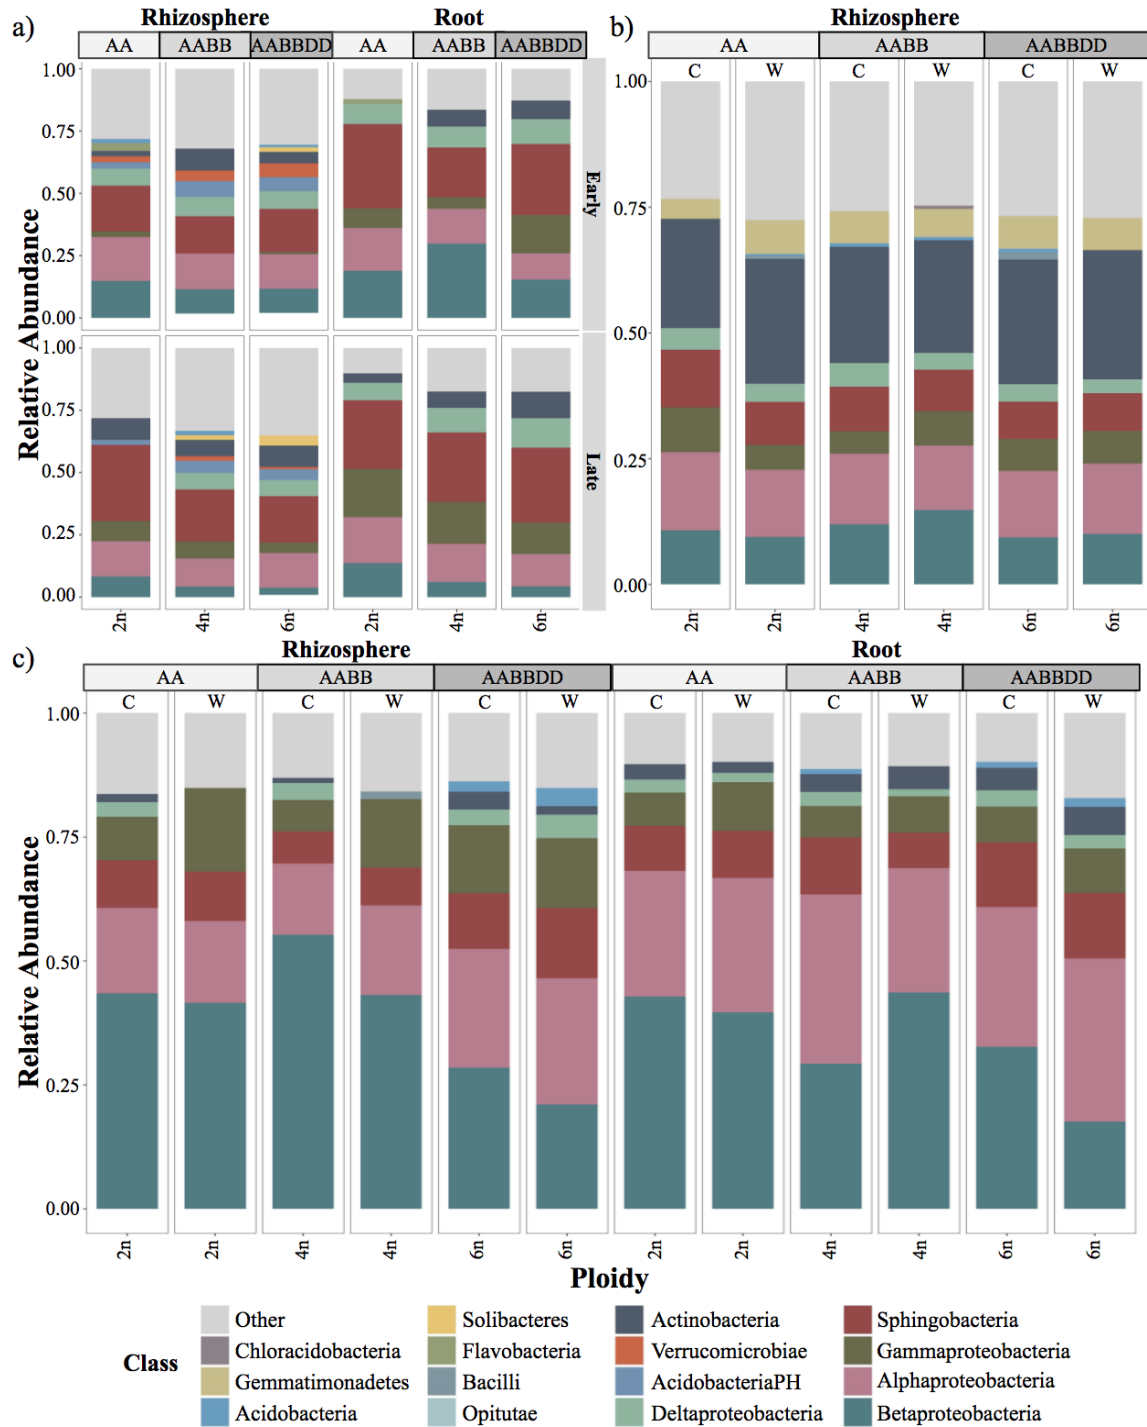 a)
Rhizosphere Root
AA AABB AABBDD AA AABB AABBDD
1.00
0.75
0.50
0.25
0.00
Early
1.00
0.75
0.50
0.25
0.00
Late
Relative Abundance
2n 4n 6n 2n 4n 6n
b)
Rhizosphere
AA AABB AABBDD
C W C W C W
1.00
0.75
0.50
0.25
0.00
2n 2n 4n 4n 6n 6n
c)
Rhizosphere Root
AA AABB AABBDD AA AABB AABBDD
C W C W C W C W C W C W
1.00
0.75
0.50
0.25
0.00
Relative Abundance
2n 2n 4n 4n 6n 6n 2n 2n 4n 4n 6n 6n
Ploidy
Class
Other Solibacteres Actinobacteria Sphingobacteria
Chloracidobacteria Flavobacteria Verrucomicrobiae Gammaproteobacteria
Gemmatimonadetes Bacilli AcidobacteriaPH Alphaproteobacteria
Acidobacteria Opitutae Deltaproteobacteria Betaproteobacteria